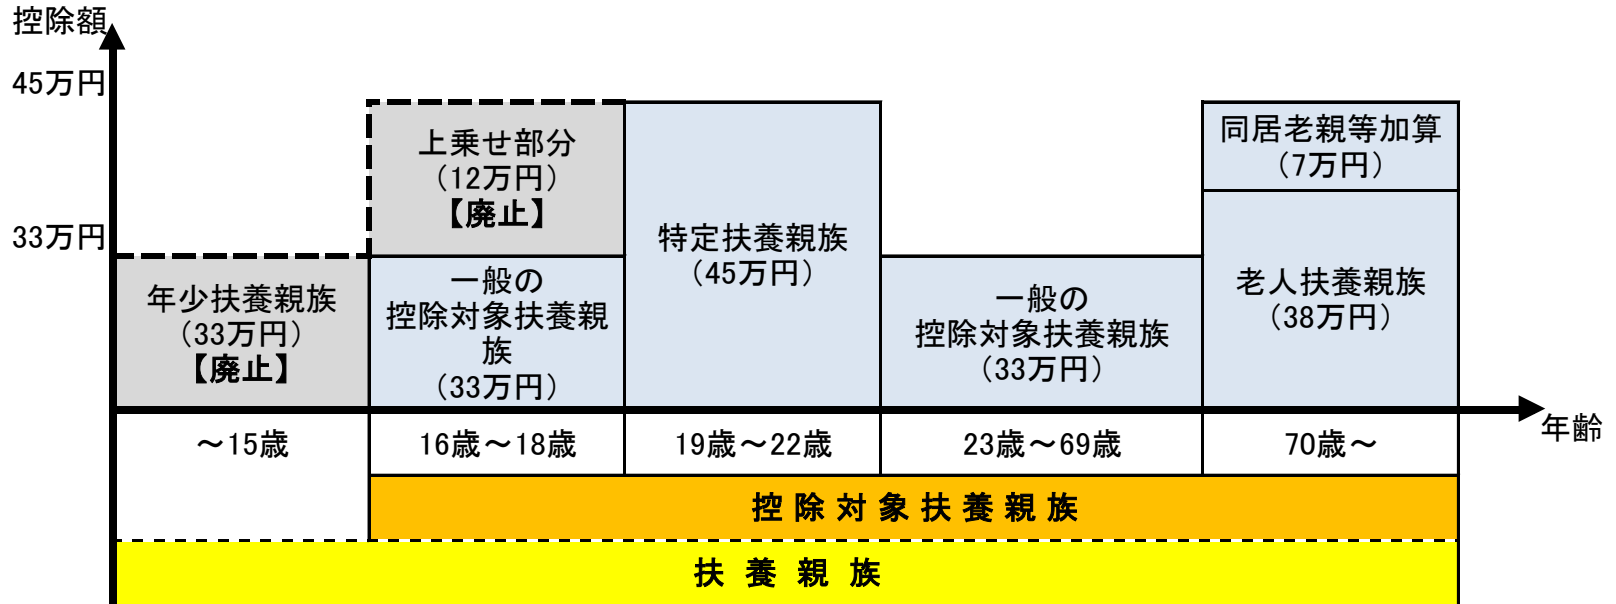 控除額
45万円
33万円
年少扶養親族
（33万円）
【廃止】
上乗せ部分
（12万円）
【廃止】
一般の
控除対象扶養親
族
（33万円）
特定扶養親族
（45万円）
一般の
控除対象扶養親族
（33万円）
同居老親等加算
（7万円）
老人扶養親族
（38万円）
～15歳
16歳～18歳
19歳～22歳
23歳～69歳
70歳～
年齢
控除対象扶養親族
扶養親族